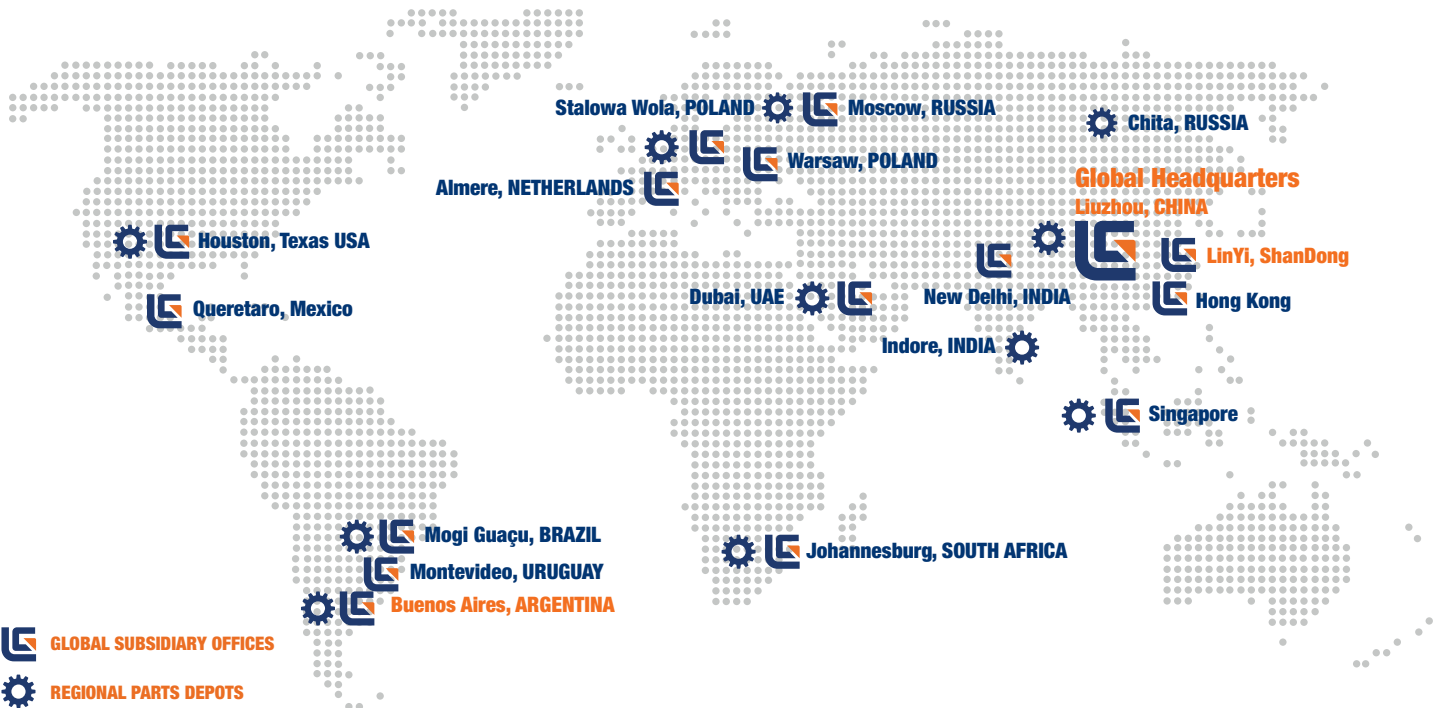 Stalowa Wola, POLAND
Moscow, RUSSIA
Chita, RUSSIA
Warsaw, POLAND
Almere, NETHERLANDS
Global Headquarters
Liuzhou, CHINA
Houston, Texas USA
LinYi, ShanDong
Dubai, UAE
New Delhi, INDIA
Hong Kong
Queretaro, Mexico
Indore, INDIA
Singapore
Mogi Guaçu, BRAZIL
Johannesburg, SOUTH AFRICA
Montevideo, URUGUAY
Buenos Aires, ARGENTINA
GLOBAL SUBSIDIARY OFFICES
REGIONAL PARTS DEPOTS